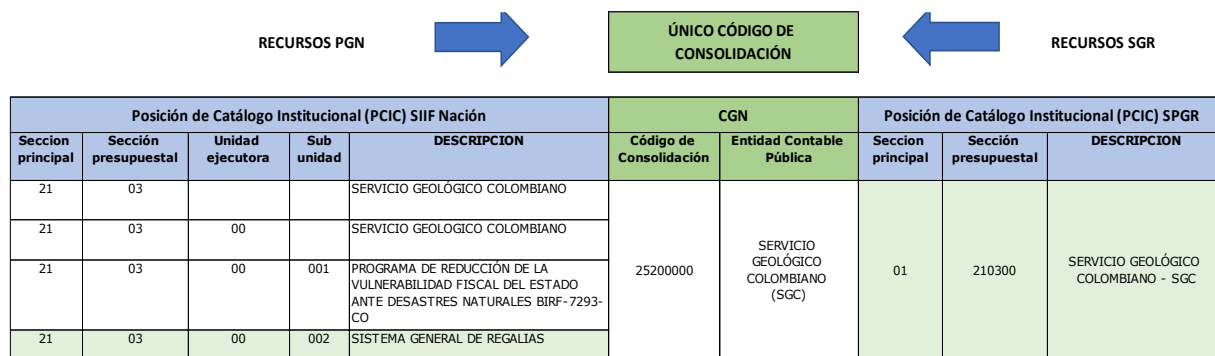 RECURSOS PGN
ÚNICO CÓDIGO DE
CONSOLIDACIÓN
RECURSOS SGR
Posición de Catálogo Institucional (PCIC) SIIF Nación
CGN
Posición de Catálogo Institucional (PCIC) SPGR
Seccion principal
Sección presupuestal
Unidad ejecutora
Sub unidad
DESCRIPCION
Código de Consolidación
Entidad Contable Pública
Seccion principal
Sección presupuestal
DESCRIPCION
21 03 SERVICIO GEOLÓGICO COLOMBIANO
21 03 00 SERVICIO GEOLOGICO COLOMBIANO
21 03 00 001 PROGRAMA DE REDUCCIÓN DE LA
VULNERABILIDAD FISCAL DEL ESTADO
ANTE DESASTRES NATURALES BIRF-7293-
CO
21 03 00 002 SISTEMA GENERAL DE REGALIAS
25200000
SERVICIO
GEOLÓGICO
COLOMBIANO
(SGC)
01
210300
SERVICIO GEOLÓGICO
COLOMBIANO - SGC